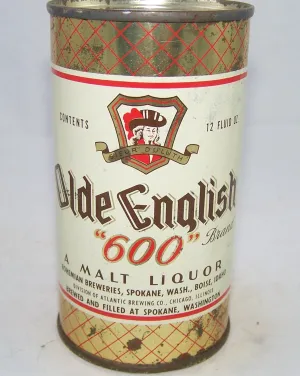 CONTENTS
12 FLUID OZ
Olde English
"600" Brand
A MALT LIQUOR
BOHEMIAN BREWERIES, SPOKANE, WASH., BOISE, IDAHO
DIVISION OF ATLANTIC BREWING CO., CHICAGO, ILLINOIS
BREWED AND FILLED AT SPOKANE, WASHINGTON